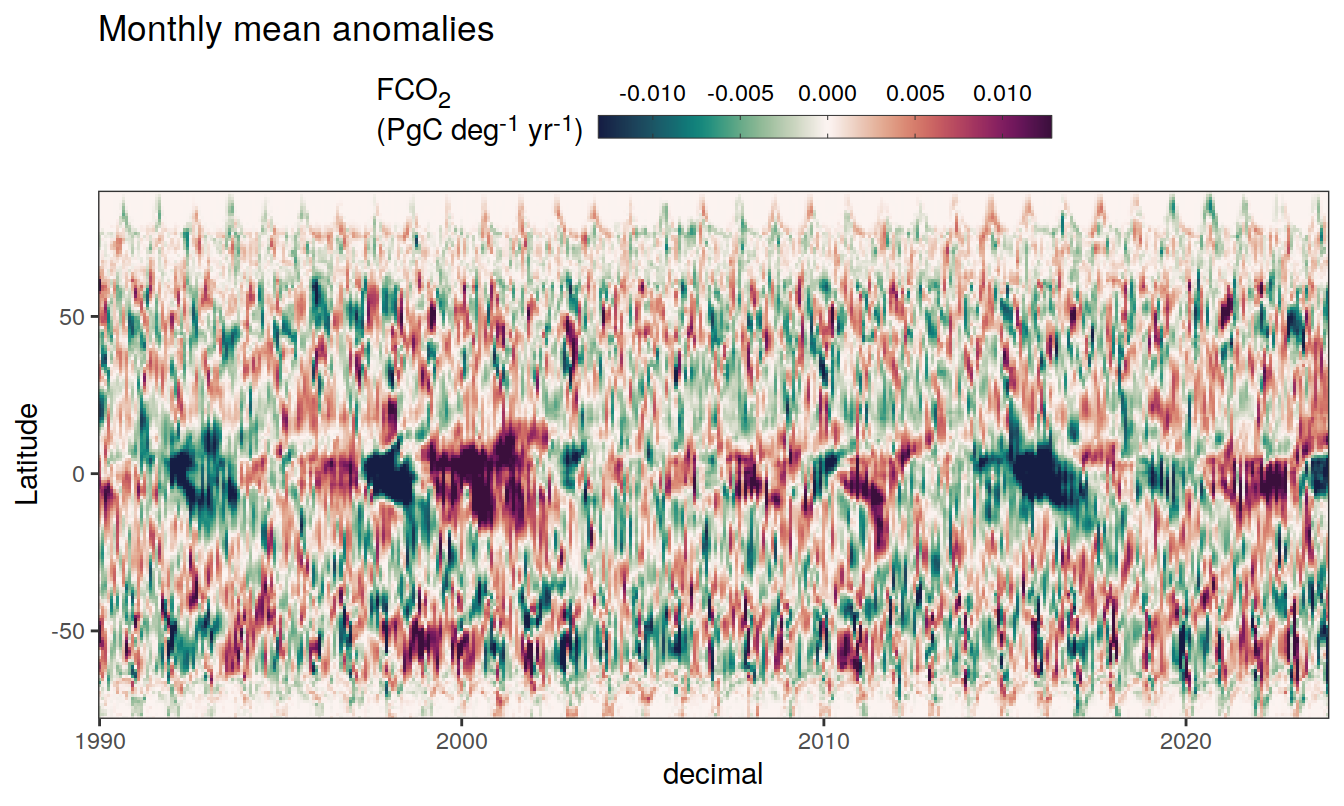 Monthly mean anomalies
FCO₂
(PgC deg⁻¹ yr⁻¹)
-0.010 -0.005 0.000 0.005 0.010
Latitude
50
0
-50
1990 2000 2010 2020
decimal